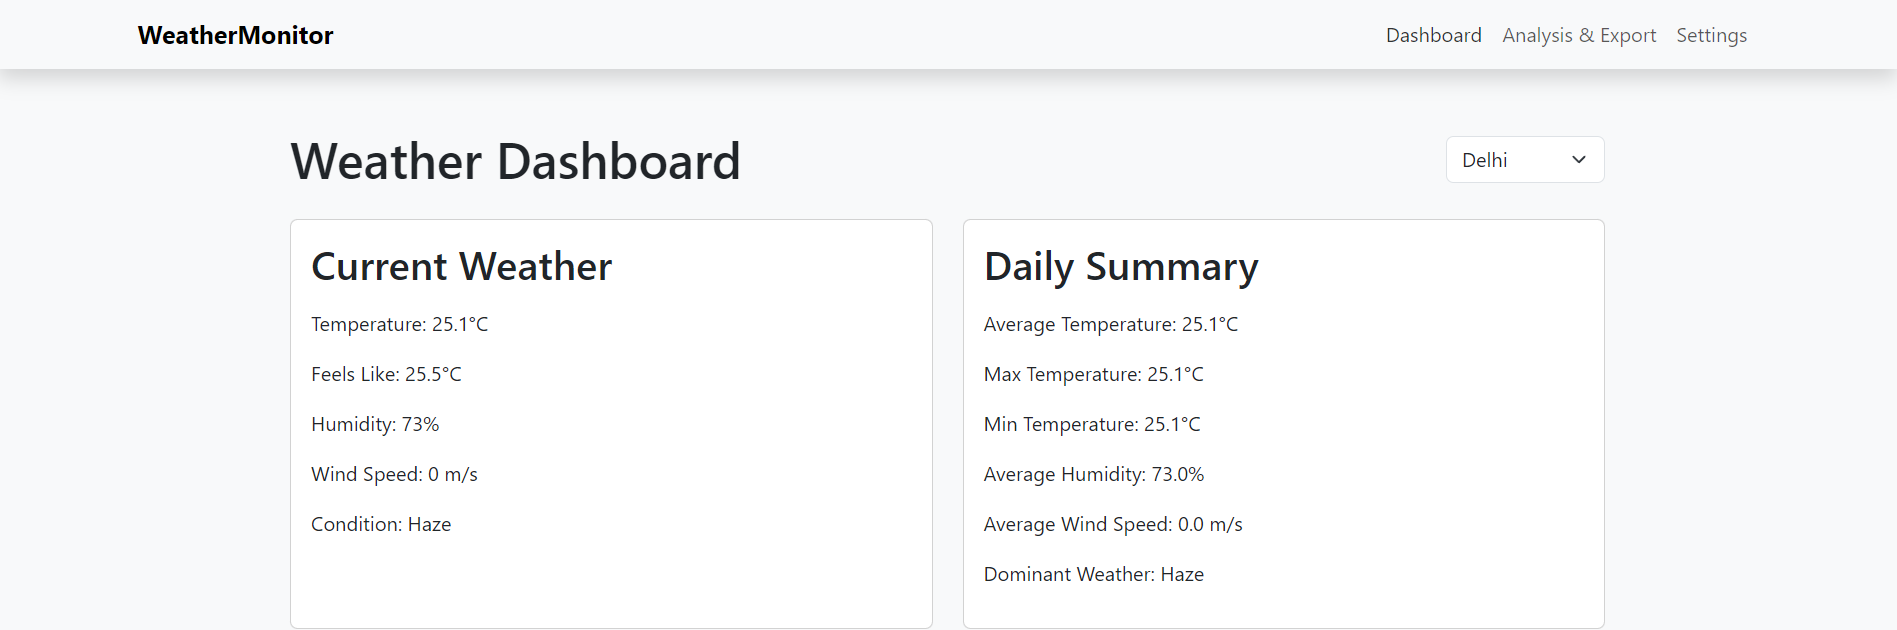 WeatherMonitor
Dashboard Analysis & Export Settings
Weather Dashboard
Delhi
Current Weather
Temperature: 25.1°C
Feels Like: 25.5°C
Humidity: 73%
Wind Speed: 0 m/s
Condition: Haze
Daily Summary
Average Temperature: 25.1°C
Max Temperature: 25.1°C
Min Temperature: 25.1°C
Average Humidity: 73.0%
Average Wind Speed: 0.0 m/s
Dominant Weather: Haze